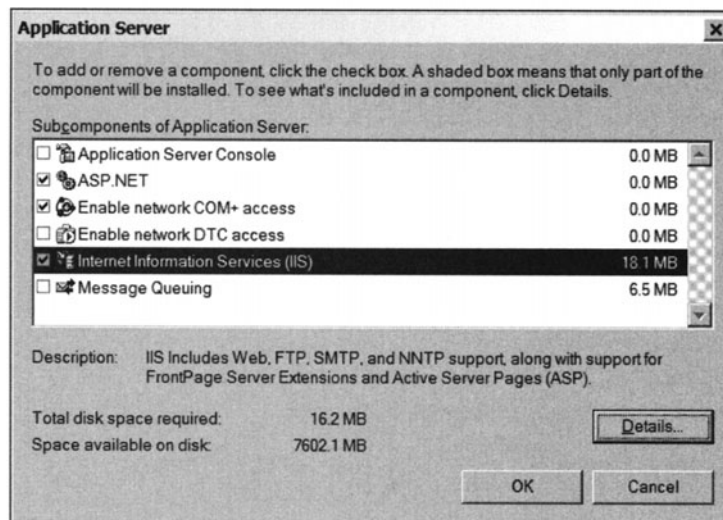 Application Server
To add or remove a component, click the check box. A shaded box means that only part of the
component will be installed. To see what's included in a component, click Details.
Subcomponents of Application Server:
Application Server Console 0.0 MB
ASP.NET 0.0 MB
Enable network COM+ access 0.0 MB
Enable network DTC access 0.0 MB
Internet Information Services (IIS) 18.1 MB
Message Queuing 6.5 MB
Description: IIS Includes Web, FTP, SMTP, and NNTP support, along with support for
FrontPage Server Extensions and Active Server Pages (ASP).
Total disk space required: 16.2 MB
Space available on disk: 7602.1 MB
Details...
OK Cancel